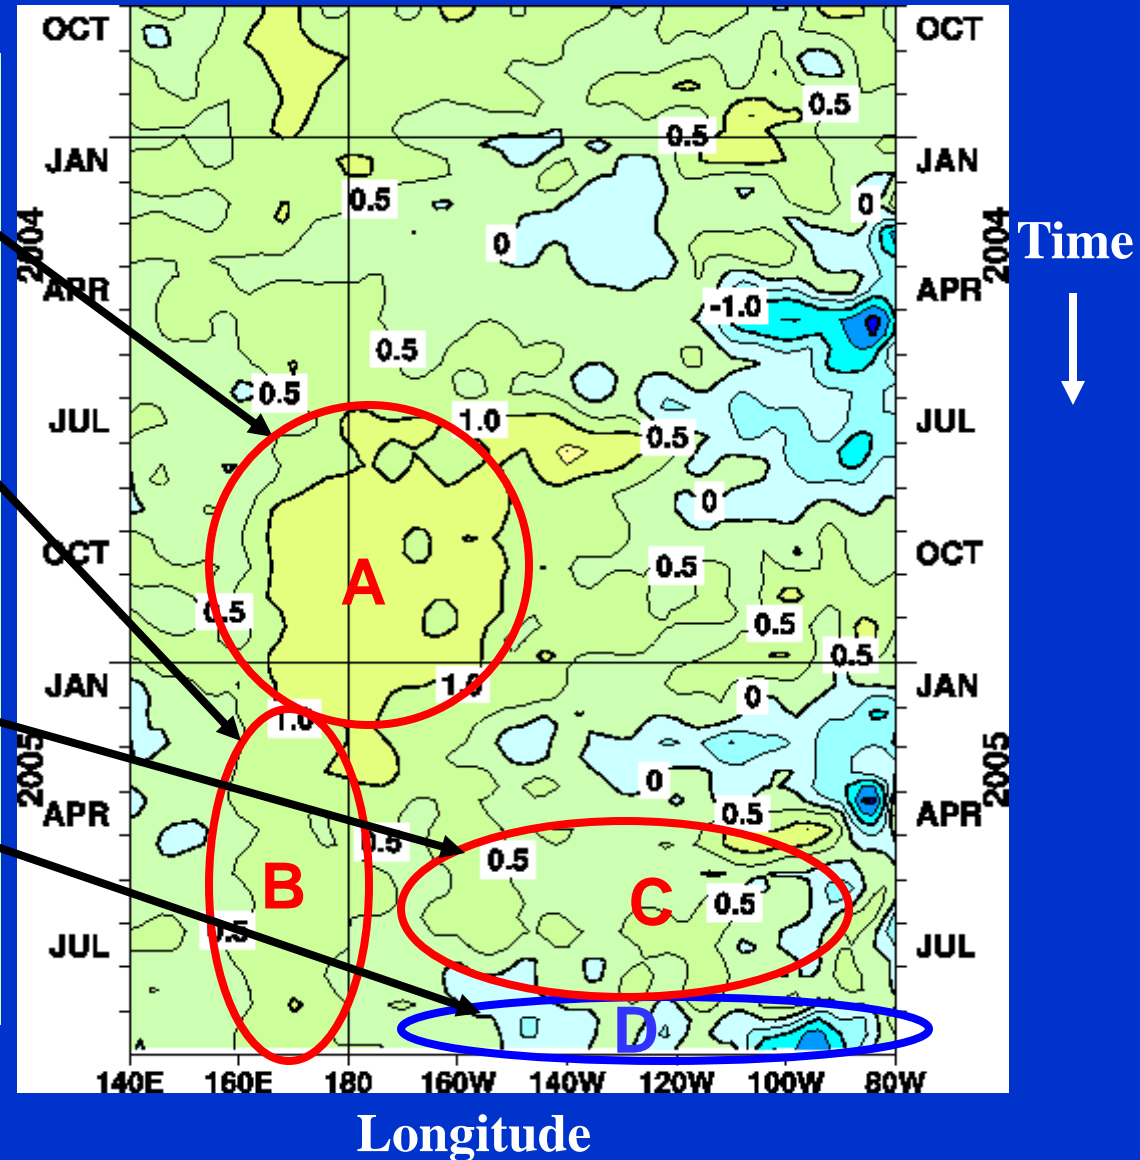 OCT OCT
0.5
0.5
JAN JAN
0.5 0
2004 2004
0 Time
APR APR
-1.0
0.5
0.5
JUL 1.0 JUL
0.5
0
OCT OCT
0.5
A
0.5 0.5
0.5
JAN 1.0 0 JAN
1.0
2005 2005
0
APR 0.5 APR
0.5 0.5
B C 0.5
0.5
JUL JUL
D
140E 160E 180 160W 140W 120W 100W 80W
Longitude